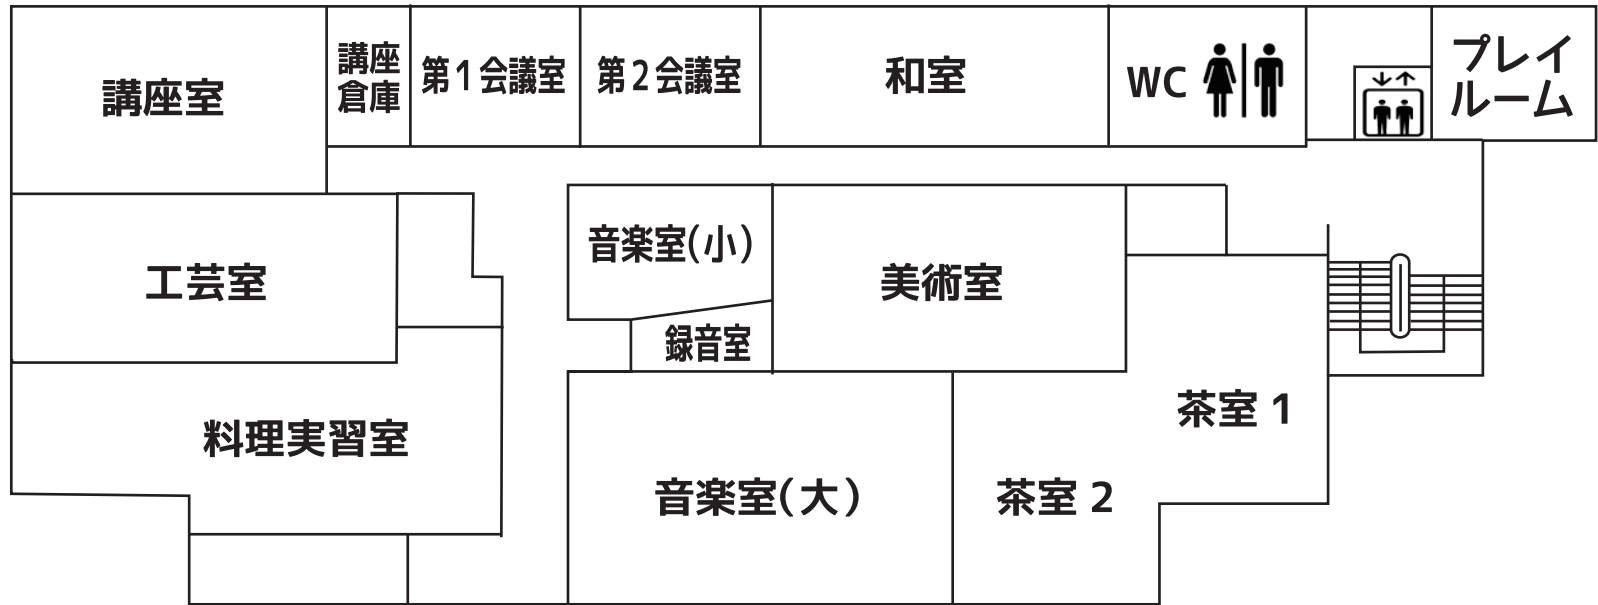 講座室
講座
倉庫
第1会議室
第2会議室
和室
WC
プレイ
ルーム
工芸室
音楽室(小)
録音室
美術室
料理実習室
音楽室(大)
茶室2
茶室1